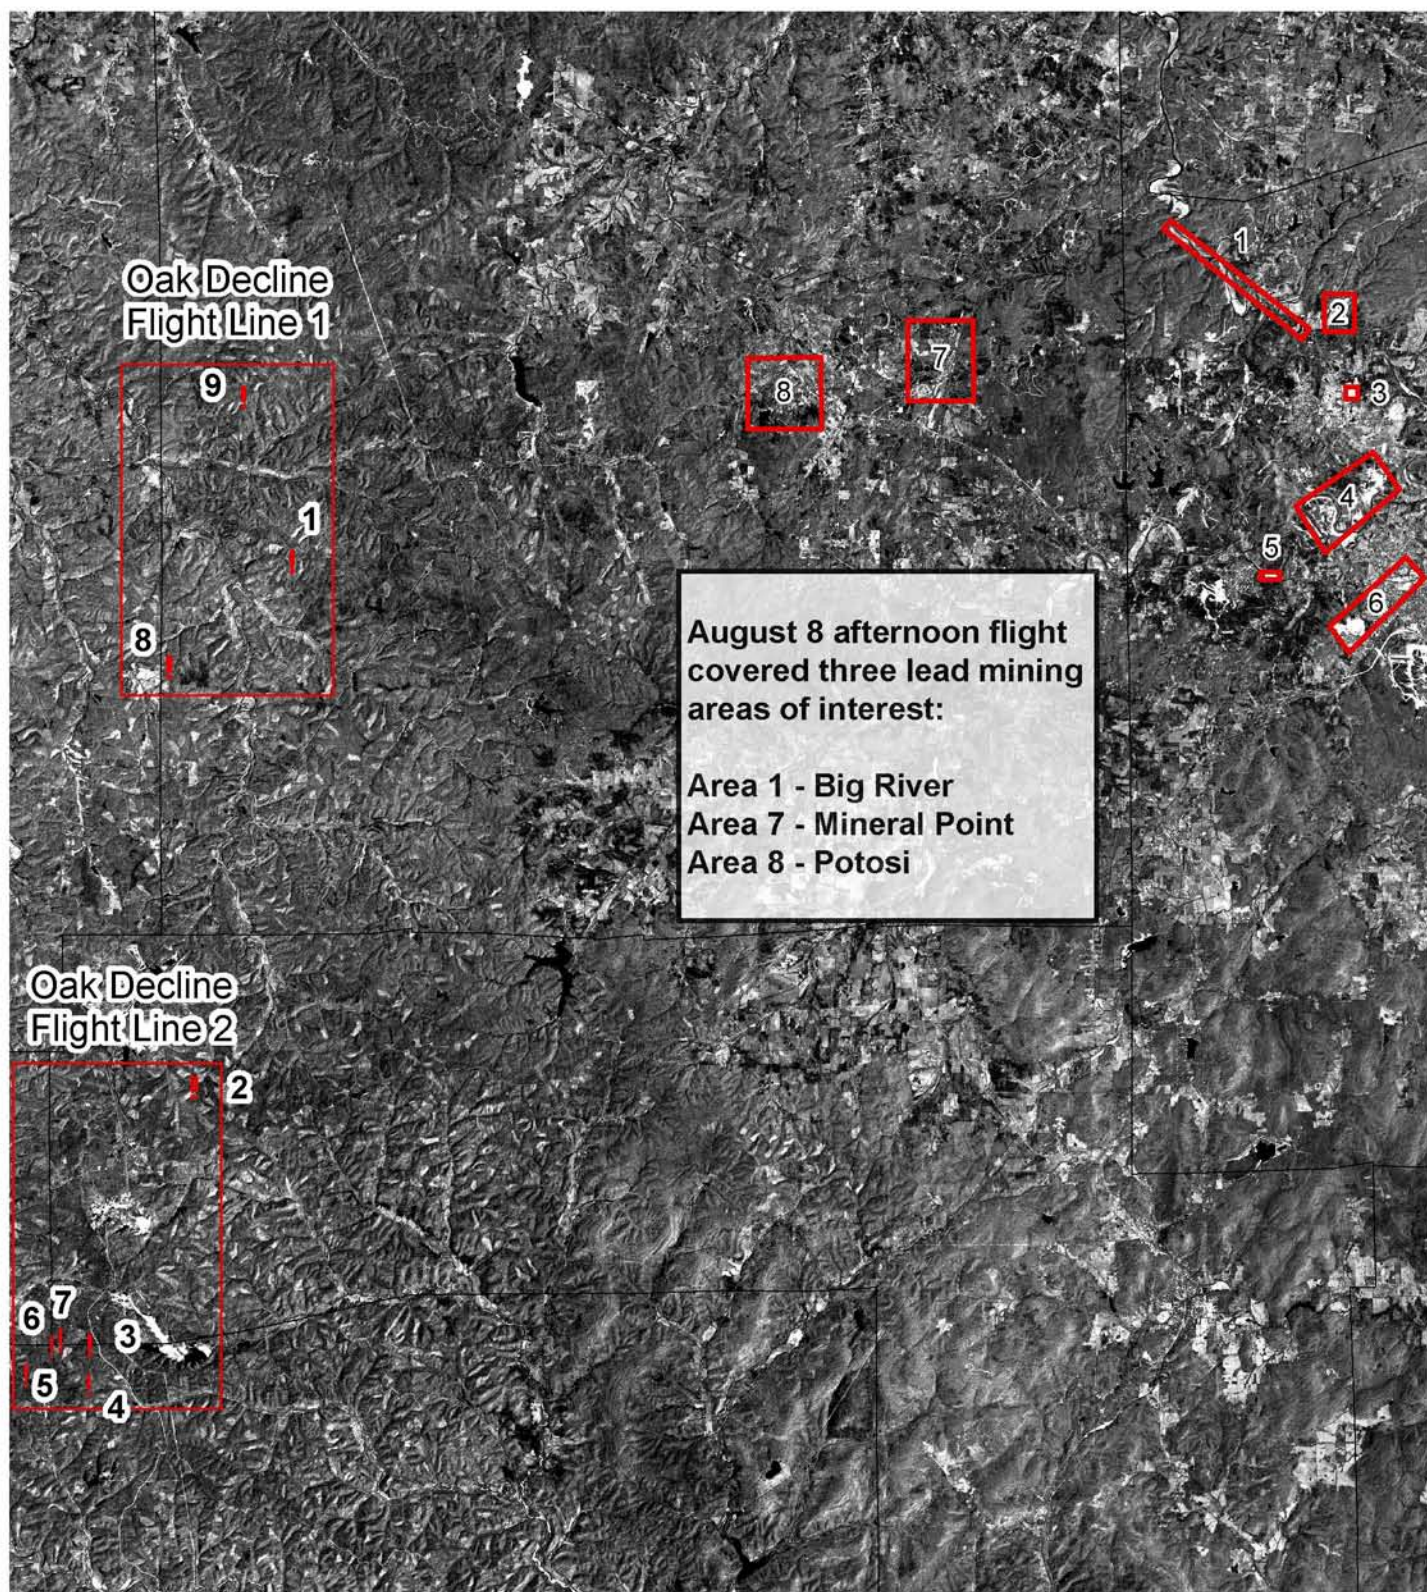 Oak Decline
Flight Line 1
9
1
8
1
2
3
4
5
6
7
8
August 8 afternoon flight
covered three lead mining
areas of interest:
Area 1 - Big River
Area 7 - Mineral Point
Area 8 - Potosi
Oak Decline
Flight Line 2
2
6
7
3
5
4